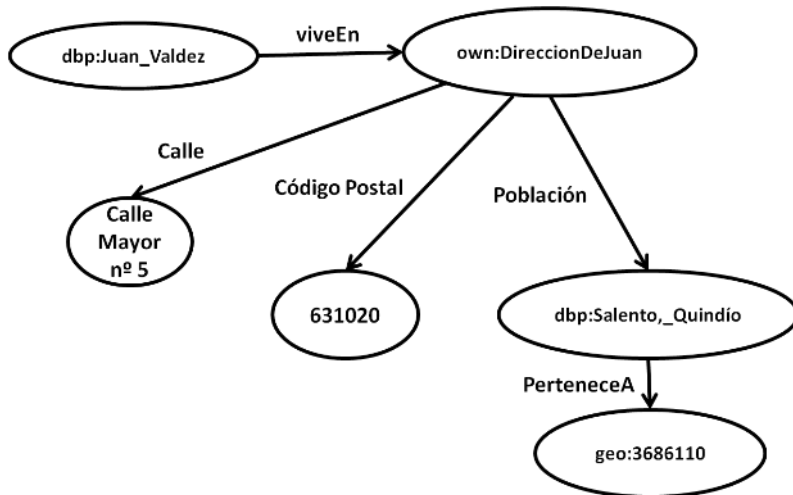 viveEn
dbp:Juan_Valdez
own:DireccionDeJuan
Calle
Código Postal
Población
Calle
Mayor
nº 5
631020
dbp:Salento,_Quindío
PerteneceA
geo:3686110